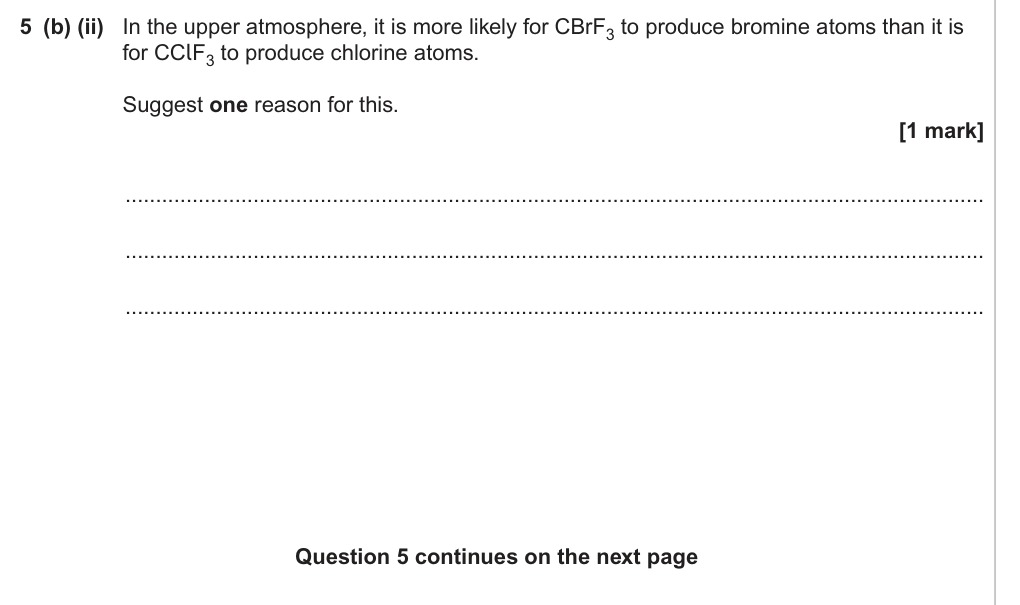 5 (b) (ii) In the upper atmosphere, it is more likely for CBrF₃ to produce bromine atoms than it is
for CClF₃ to produce chlorine atoms.
Suggest one reason for this.
[1 mark]
Question 5 continues on the next page